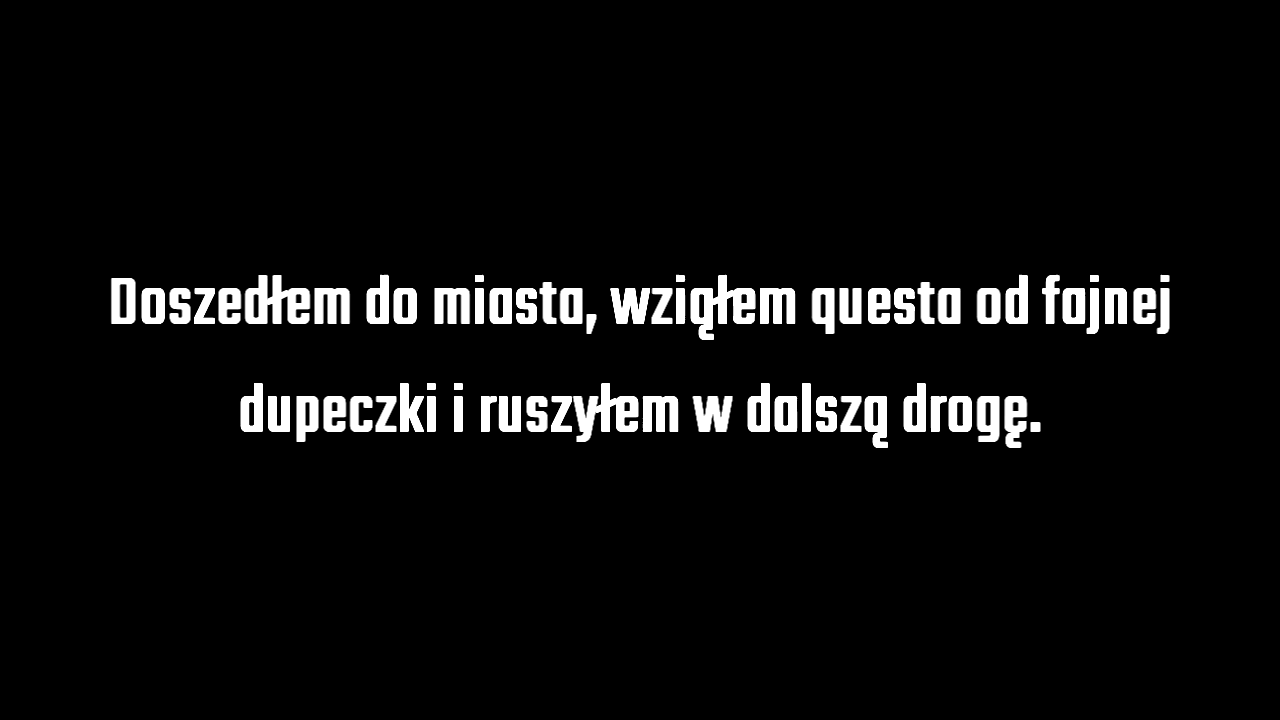 Doszedłem do miasta, wziąłem questa od fajnej
dupeczki i ruszyłem w dalszą drogę.